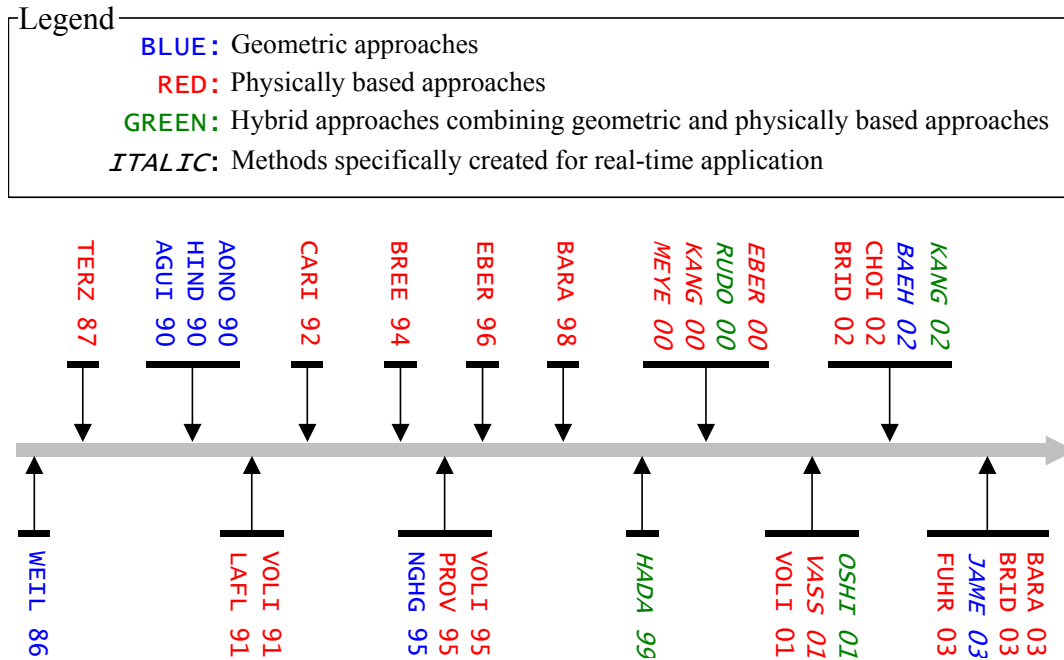 Legend
BLUE: Geometric approaches
RED: Physically based approaches
GREEN: Hybrid approaches combining geometric and physically based approaches
ITALIC: Methods specifically created for real-time application
TERZ 87
AGUI 90
HIND 90
AONO 90
CARI 92
BREE 94
EBER 96
BARA 98
MEYE 00
KANG 00
RUDO 00
EBER 00
BRID 02
CHOI 02
BAEH 02
KANG 02
WEIL 86
LAFL 91
VOLI 91
NGHG 95
PROV 95
VOLI 95
HADA 99
VOLI 01
VASS 01
OSHI 01
FUHR 03
JAME 03
BRID 03
BARA 03